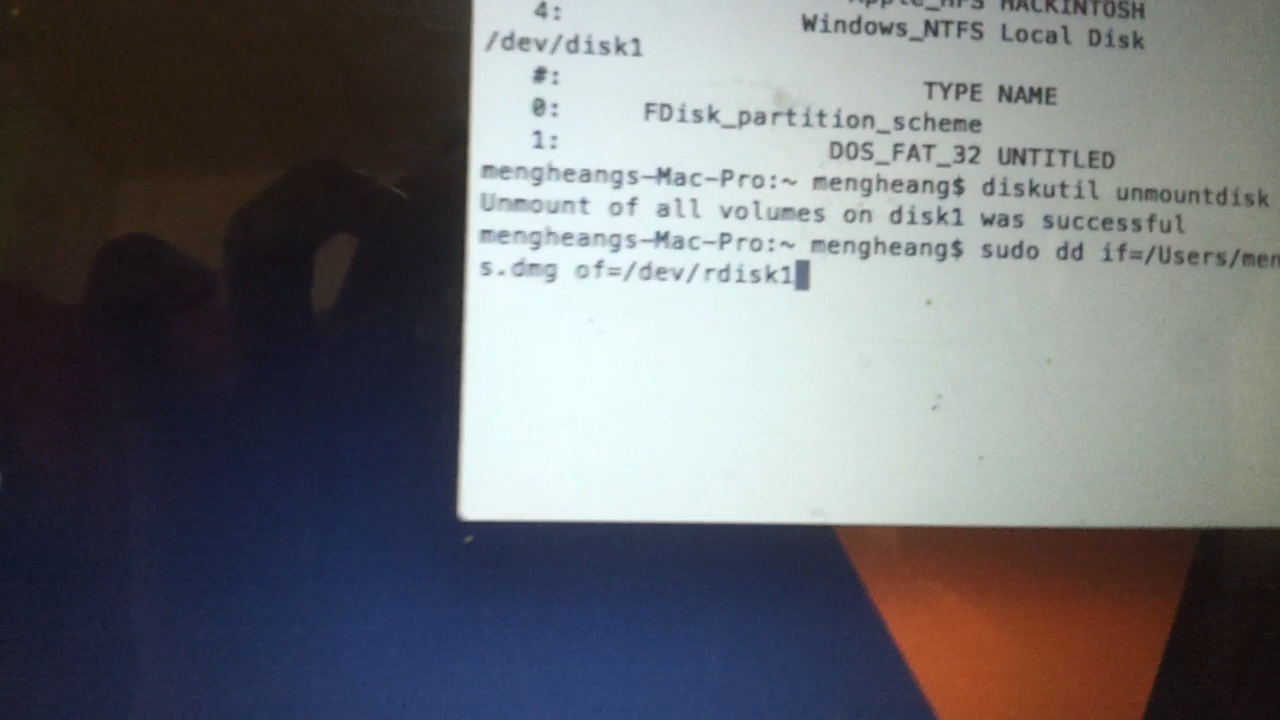 Apple_HFS HACKINTOSH
4: Windows_NTFS Local Disk
/dev/disk1
#: TYPE NAME
0: FDisk_partition_scheme
1: DOS_FAT_32 UNTITLED
mengheangs-Mac-Pro:~ mengheang$ diskutil unmountdisk
Unmount of all volumes on disk1 was successful
mengheangs-Mac-Pro:~ mengheang$ sudo dd if=/Users/men
s.dmg of=/dev/rdisk1